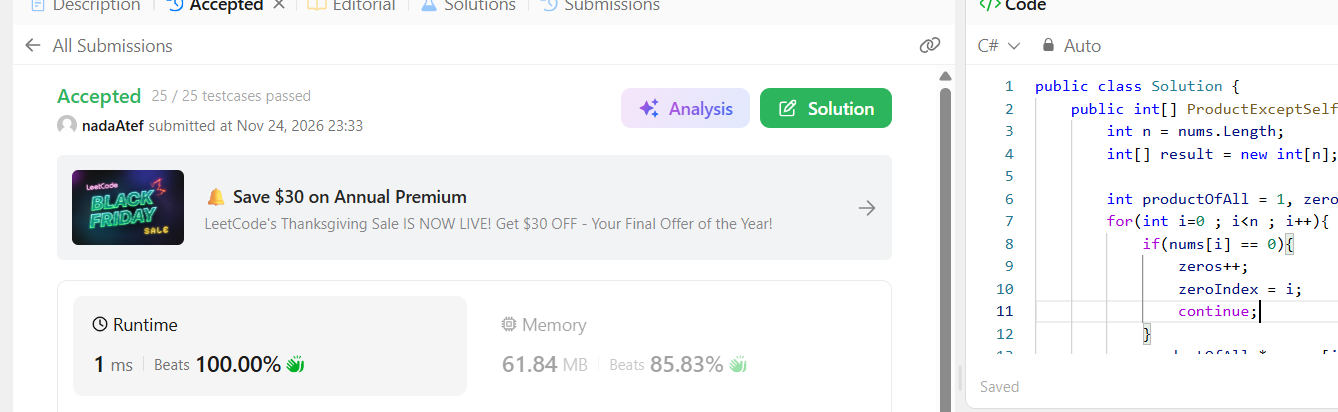 Description
Accepted
Editorial
Solutions
Submissions
All Submissions
Accepted 25 / 25 testcases passed
nadaAtef submitted at Nov 24, 2026 23:33
Analysis
Solution
LeetCode
BLACK
FRIDAY
SALE
Save $30 on Annual Premium
LeetCode's Thanksgiving Sale IS NOW LIVE! Get $30 OFF - Your Final Offer of the Year!
Runtime
1 ms Beats 100.00%
Memory
61.84 MB Beats 85.83%
</> Code
C# Auto
1 public class Solution {
2 public int[] ProductExceptSelf
3 int n = nums.Length;
4 int[] result = new int[n];
5
6 int productOfAll = 1, zero
7 for(int i=0 ; i<n ; i++){
8 if(nums[i] == 0){
9 zeros++;
10 zeroIndex = i;
11 continue;
12 }
Saved